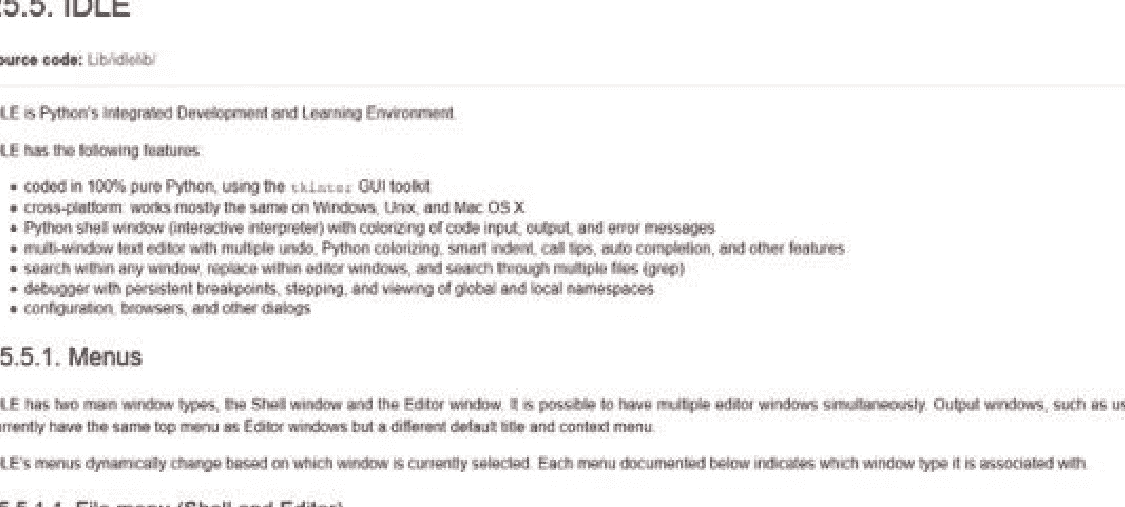 5.5. IDLE
ource code: Lib/idlelib/
LE is Python's Integrated Development and Learning Environment.
LE has the following features:
• coded in 100% pure Python, using the tkinter GUI toolkit
• cross-platform: works mostly the same on Windows, Unix, and Mac OS X
• Python shell window (interactive interpreter) with colorizing of code input, output, and error messages
• multi-window text editor with multiple undo, Python colorizing, smart indent, call tips, auto completion, and other features
• search within any window, replace within editor windows, and search through multiple files (grep)
• debugger with persistent breakpoints, stepping, and viewing of global and local namespaces
• configuration, browsers, and other dialogs
5.5.1. Menus
LE has two main window types, the Shell window and the Editor window. It is possible to have multiple editor windows simultaneously. Output windows, such as us
rrently have the same top menu as Editor windows but a different default title and context menu.
LE's menus dynamically change based on which window is currently selected. Each menu documented below indicates which window type it is associated with.
5.5.1.1. File menu (Shell and Editor)